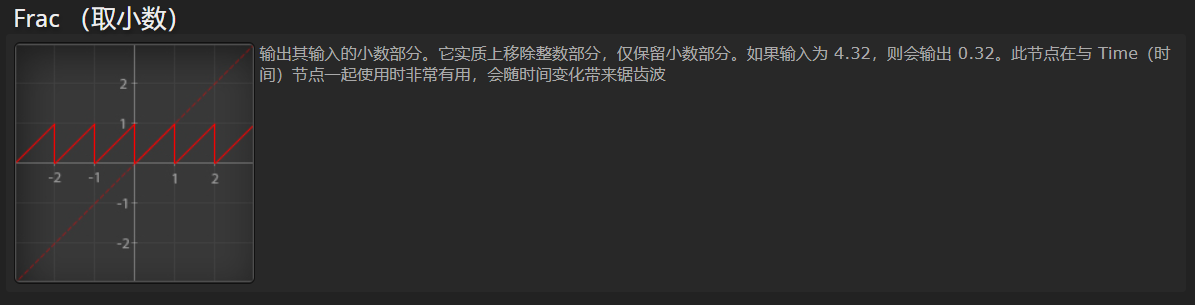 Frac （取小数）
输出其输入的小数部分。它实质上移除整数部分，仅保留小数部分。如果输入为 4.32，则会输出 0.32。此节点在与 Time（时
间）节点一起使用时非常有用，会随时间变化带来锯齿波
2
1
-2 -1 1 2
-1
-2